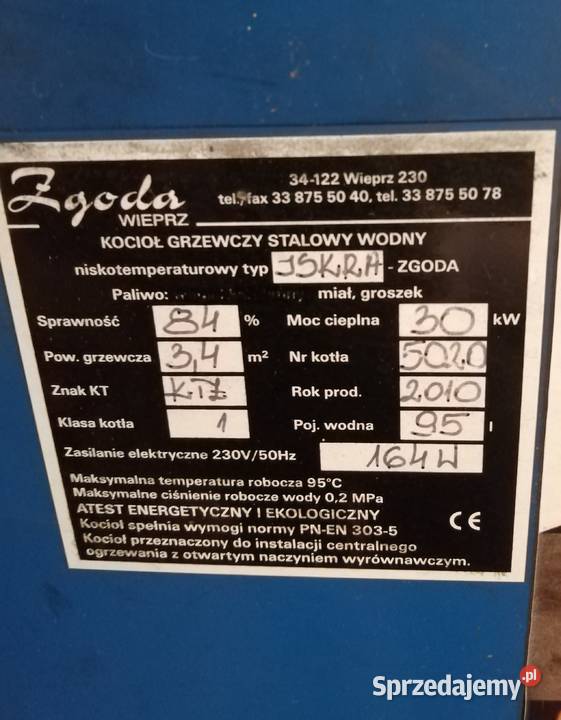 Zgoda
WIEPRZ
34-122 Wieprz 230
tel./fax 33 875 50 40, tel. 33 875 50 78
KOCIOŁ GRZEWCZY STALOWY WODNY
niskotemperaturowy typ ISKRA - ZGODA
Paliwo: miał, groszek
Sprawność 84 % Moc cieplna 30 kW
Pow. grzewcza 3,4 m² Nr kotła 5020
Znak KT KTZ Rok prod. 2010
Klasa kotła 1 Poj. wodna 95 l
Zasilanie elektryczne 230V/50Hz 164W
Maksymalna temperatura robocza 95°C
Maksymalne ciśnienie robocze wody 0,2 MPa
ATEST ENERGETYCZNY I EKOLOGICZNY
Kocioł spełnia wymogi normy PN-EN 303-5
Kocioł przeznaczony do instalacji centralnego
ogrzewania z otwartym naczyniem wyrównawczym.
CE
Sprzedajemy.pl